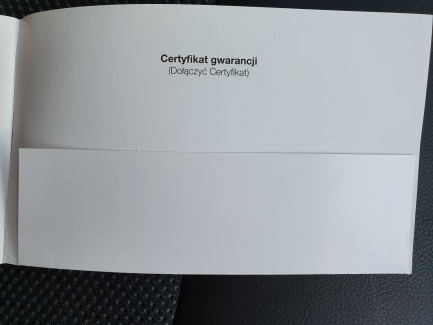 Certyfikat gwarancji
(Dołączyć Certyfikat)